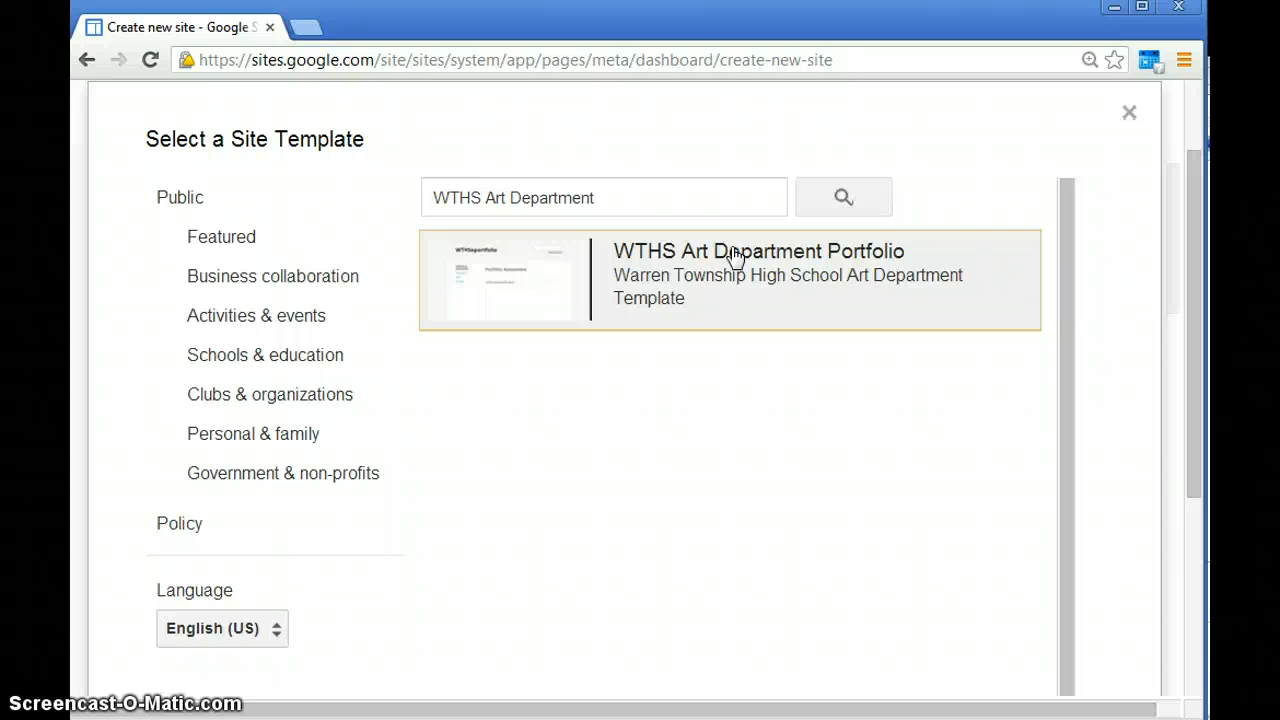 Create new site - Google S
https://sites.google.com/site/sites/system/app/pages/meta/dashboard/create-new-site
Select a Site Template
Public
WTHS Art Department
Featured
WTHS Art Department Portfolio
Warren Township High School Art Department
Template
Business collaboration
Activities & events
Schools & education
Clubs & organizations
Personal & family
Government & non-profits
Policy
Language
English (US)
Screencast-O-Matic.com